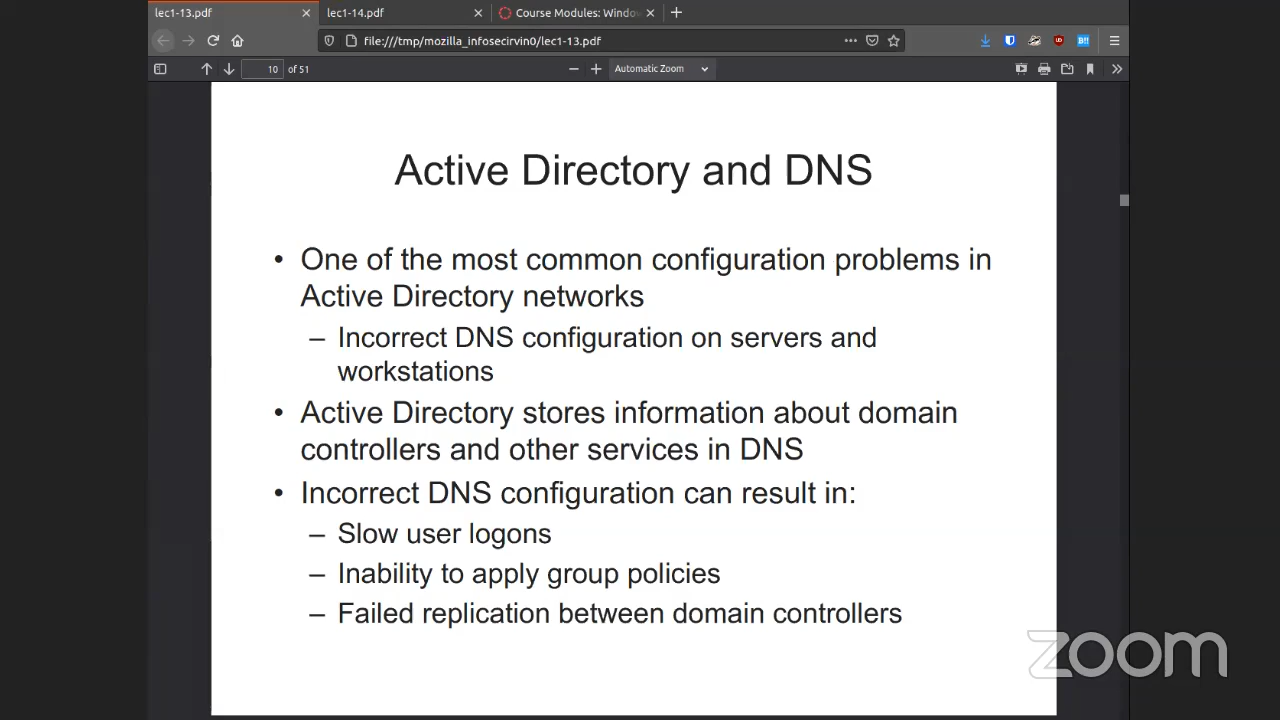 lec1-13.pdf
lec1-14.pdf
Course Modules: Windo
file:///tmp/mozilla_infosecirvin0/lec1-13.pdf
10 of 51
Automatic Zoom
Active Directory and DNS
• One of the most common configuration problems in
Active Directory networks
– Incorrect DNS configuration on servers and
workstations
• Active Directory stores information about domain
controllers and other services in DNS
• Incorrect DNS configuration can result in:
– Slow user logons
– Inability to apply group policies
– Failed replication between domain controllers
zoom